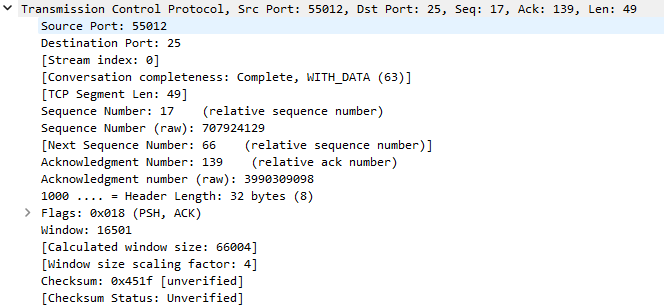 Transmission Control Protocol, Src Port: 55012, Dst Port: 25, Seq: 17, Ack: 139, Len: 49
Source Port: 55012
Destination Port: 25
[Stream index: 0]
[Conversation completeness: Complete, WITH_DATA (63)]
[TCP Segment Len: 49]
Sequence Number: 17    (relative sequence number)
Sequence Number (raw): 707924129
[Next Sequence Number: 66    (relative sequence number)]
Acknowledgment Number: 139    (relative ack number)
Acknowledgment number (raw): 3990309098
1000 .... = Header Length: 32 bytes (8)
Flags: 0x018 (PSH, ACK)
Window: 16501
[Calculated window size: 66004]
[Window size scaling factor: 4]
Checksum: 0x451f [unverified]
[Checksum Status: Unverified]